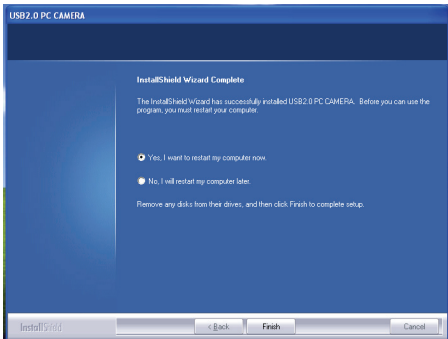 USB2.0 PC CAMERA
InstallShield Wizard Complete
The InstallShield Wizard has successfully installed USB2.0 PC CAMERA. Before you can use the
program, you must restart your computer.
Yes, I want to restart my computer now.
No, I will restart my computer later.
Remove any disks from their drives, and then click Finish to complete setup.
InstallShield
< Back
Finish
Cancel